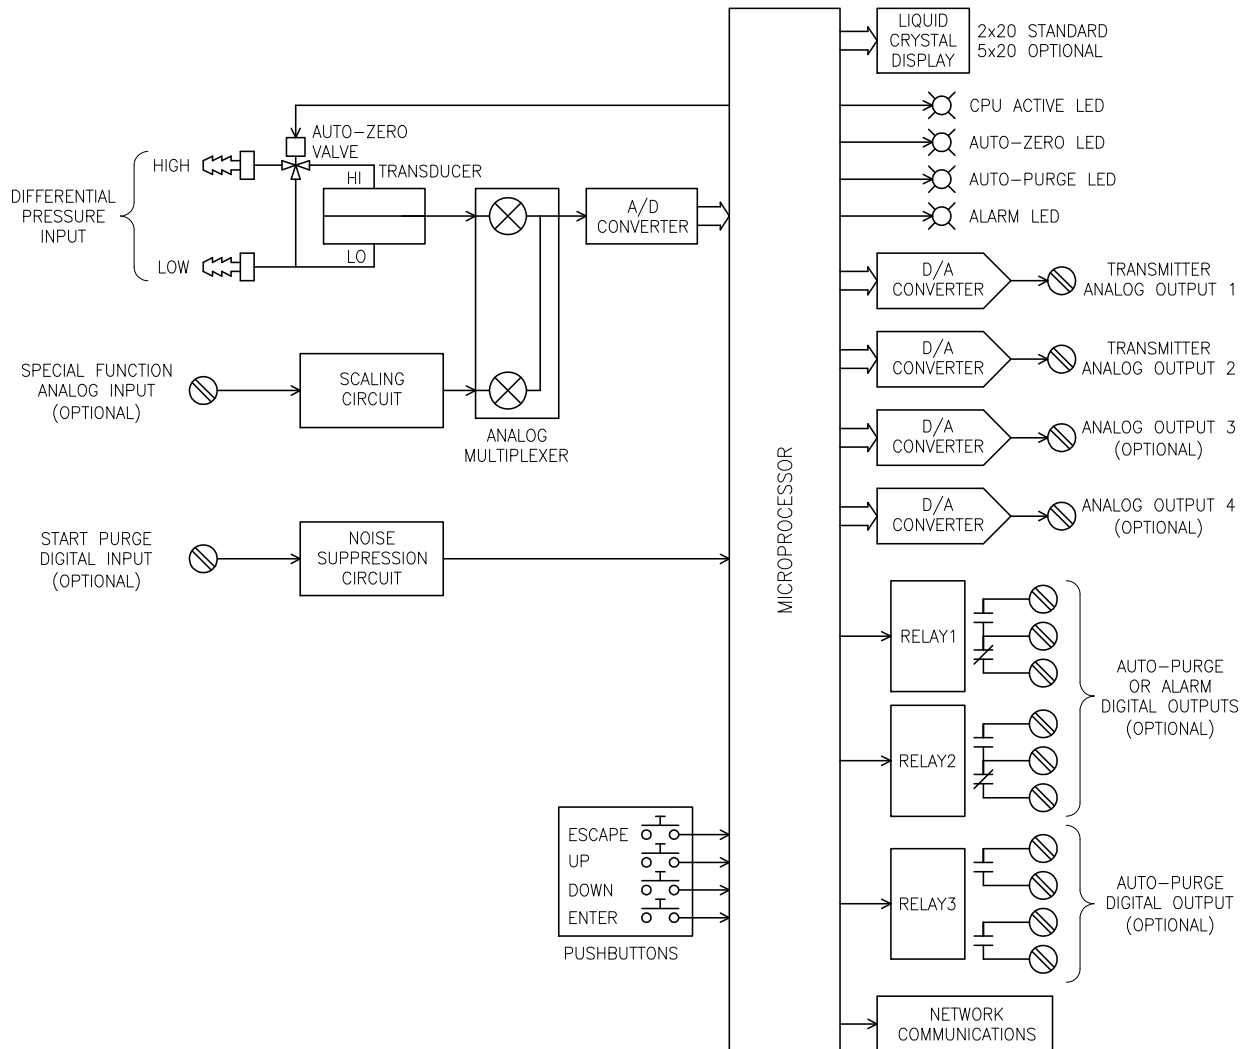 LIQUID
CRYSTAL
DISPLAY
2x20 STANDARD
5x20 OPTIONAL
CPU ACTIVE LED
AUTO-ZERO LED
AUTO-PURGE LED
ALARM LED
AUTO-ZERO
VALVE
HIGH
HI
TRANSDUCER
DIFFERENTIAL
PRESSURE
INPUT
LOW
LO
A/D
CONVERTER
D/A
CONVERTER
TRANSMITTER
ANALOG OUTPUT 1
D/A
CONVERTER
TRANSMITTER
ANALOG OUTPUT 2
SPECIAL FUNCTION
ANALOG INPUT
(OPTIONAL)
SCALING
CIRCUIT
ANALOG
MULTIPLEXER
D/A
CONVERTER
ANALOG OUTPUT 3
(OPTIONAL)
D/A
CONVERTER
ANALOG OUTPUT 4
(OPTIONAL)
START PURGE
DIGITAL INPUT
(OPTIONAL)
NOISE
SUPPRESSION
CIRCUIT
MICROPROCESSOR
RELAY1
RELAY2
AUTO-PURGE
OR ALARM
DIGITAL OUTPUTS
(OPTIONAL)
ESCAPE
UP
DOWN
ENTER
PUSHBUTTONS
RELAY3
AUTO-PURGE
DIGITAL OUTPUT
(OPTIONAL)
NETWORK
COMMUNICATIONS